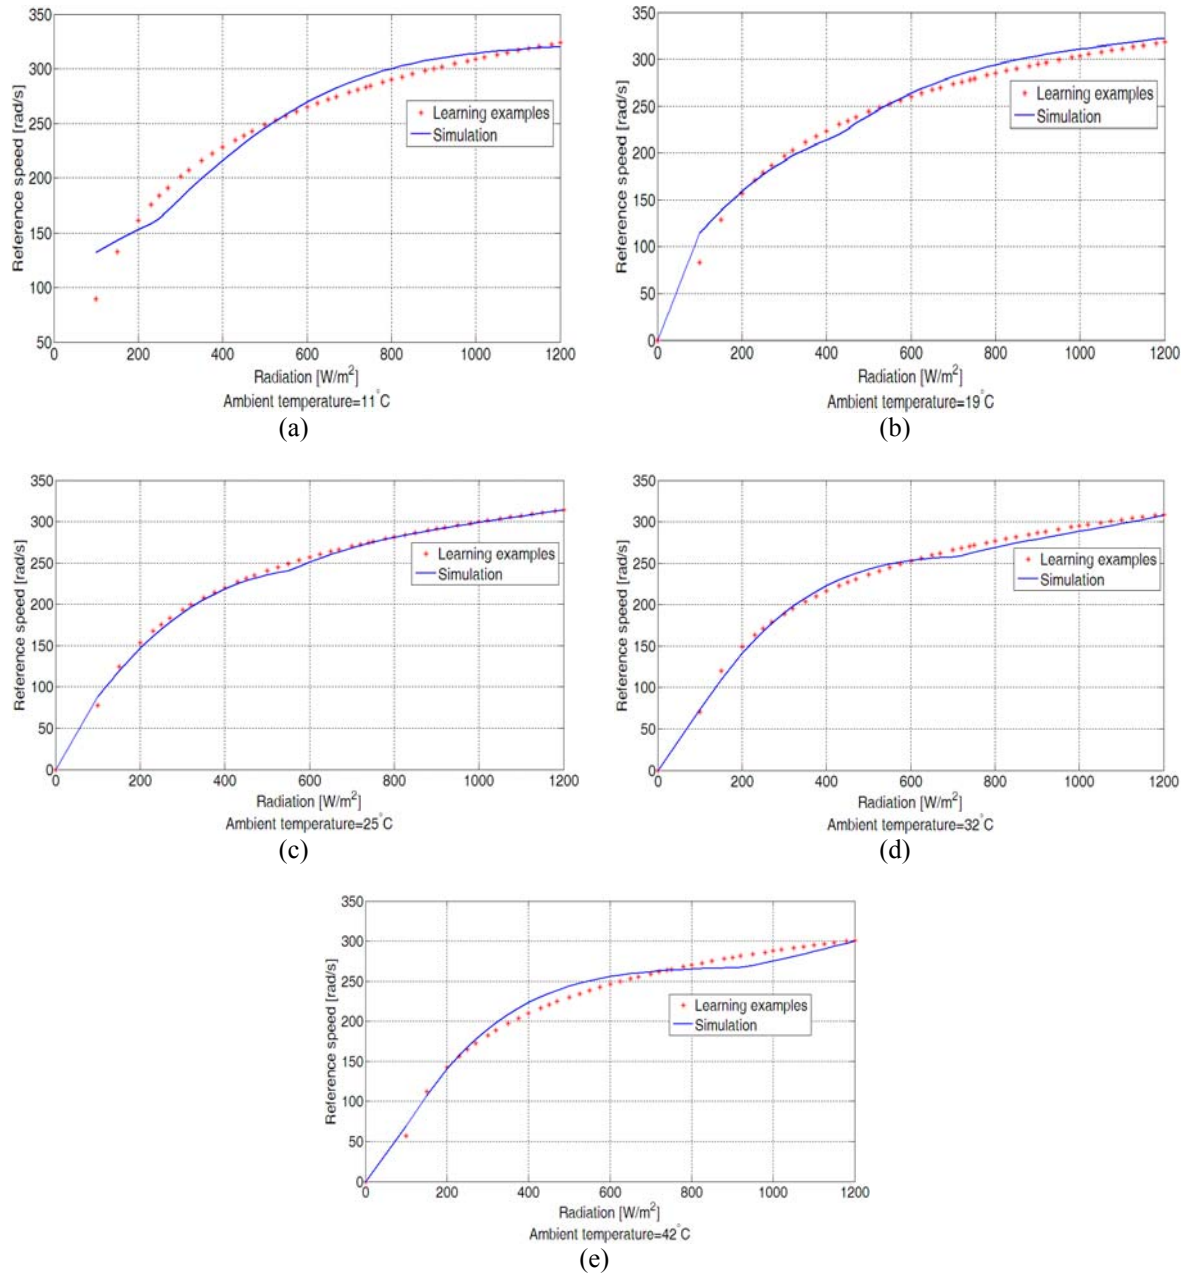 350
300
250
200
150
100
50
Reference speed [rad/s]
Learning examples
Simulation
0 200 400 600 800 1000 1200
Radiation [W/m²]
Ambient temperature=11°C
(a)
350
300
250
200
150
100
50
0
Reference speed [rad/s]
Learning examples
Simulation
0 200 400 600 800 1000 1200
Radiation [W/m²]
Ambient temperature=19°C
(b)
350
300
250
200
150
100
50
0
Reference speed [rad/s]
Learning examples
Simulation
0 200 400 600 800 1000 1200
Radiation [W/m²]
Ambient temperature=25°C
(c)
350
300
250
200
150
100
50
0
Reference speed [rad/s]
Learning examples
Simulation
0 200 400 600 800 1000 1200
Radiation [W/m²]
Ambient temperature=32°C
(d)
350
300
250
200
150
100
50
0
Reference speed [rad/s]
Learning examples
Simulation
0 200 400 600 800 1000 1200
Radiation [W/m²]
Ambient temperature=42°C
(e)